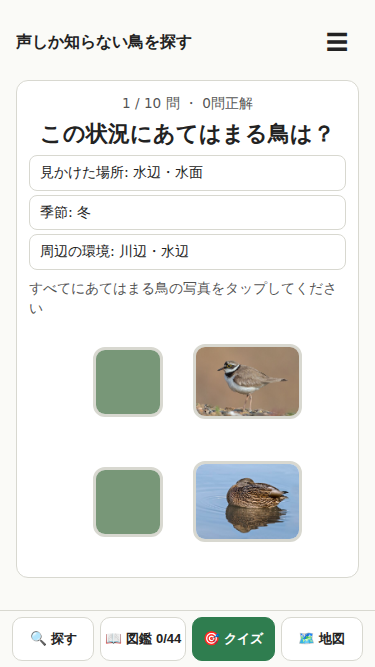 声しか知らない鳥を探す
1 / 10 問 ・ 0問正解
この状況にあてはまる鳥は？
見かけた場所: 水辺・水面
季節: 冬
周辺の環境: 川辺・水辺
すべてにあてはまる鳥の写真をタップしてくださ
い
探す
図鑑 0/44
クイズ
地図